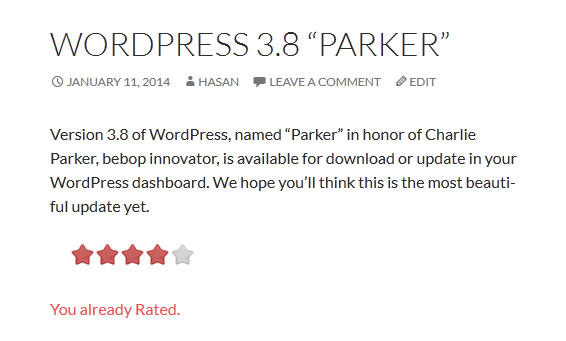 WORDPRESS 3.8 “PARKER”
JANUARY 11, 2014 HASAN LEAVE A COMMENT EDIT
Version 3.8 of WordPress, named “Parker” in honor of Charlie
Parker, bebop innovator, is available for download or update in your
WordPress dashboard. We hope you’ll think this is the most beauti-
ful update yet.
You already Rated.